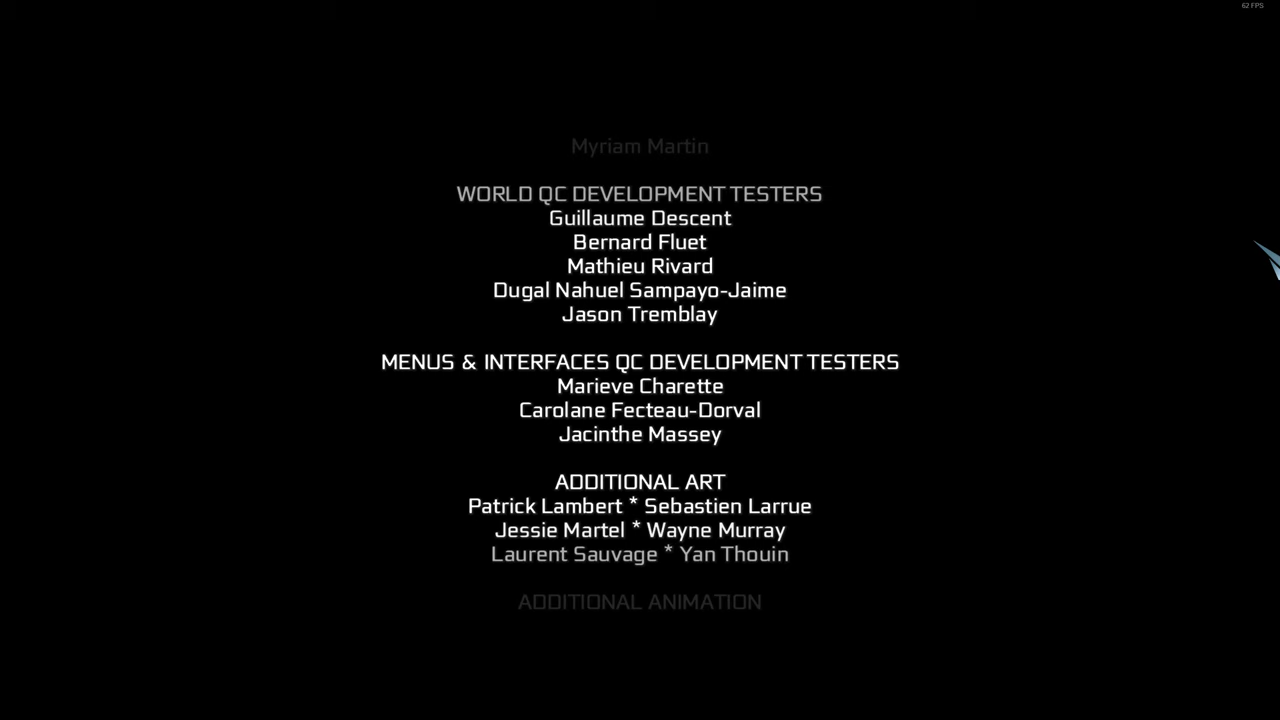 62 FPS
Myriam Martin
WORLD QC DEVELOPMENT TESTERS
Guillaume Descent
Bernard Fluet
Mathieu Rivard
Dugal Nahuel Sampayo-Jaime
Jason Tremblay
MENUS & INTERFACES QC DEVELOPMENT TESTERS
Marieve Charette
Carolane Fecteau-Dorval
Jacinthe Massey
ADDITIONAL ART
Patrick Lambert * Sebastien Larrue
Jessie Martel * Wayne Murray
Laurent Sauvage * Yan Thouin
ADDITIONAL ANIMATION